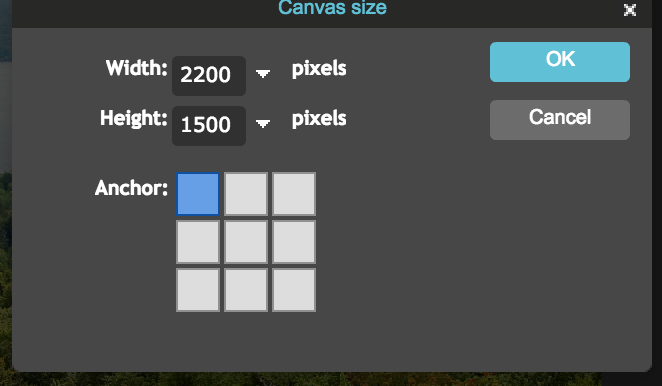 Canvas size
Width: 2200 pixels
OK
Height: 1500 pixels
Cancel
Anchor: